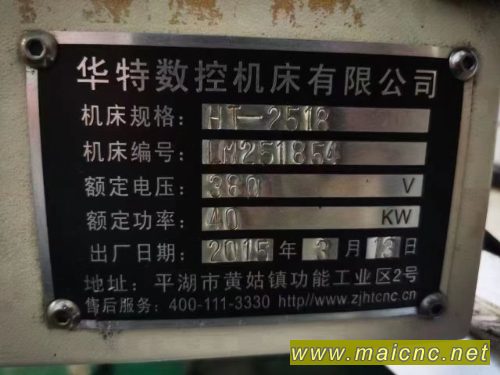 华特数控机床有限公司
机床规格: HT-2518
机床编号: LM251854
额定电压: 380 V
额定功率: 40 KW
出厂日期: 2015 年 3 月 13 日
地址: 平湖市黄姑镇功能工业区2号
售后服务: 400-111-3330 http//www.zjhtcnc.cn
www.maicnc.net